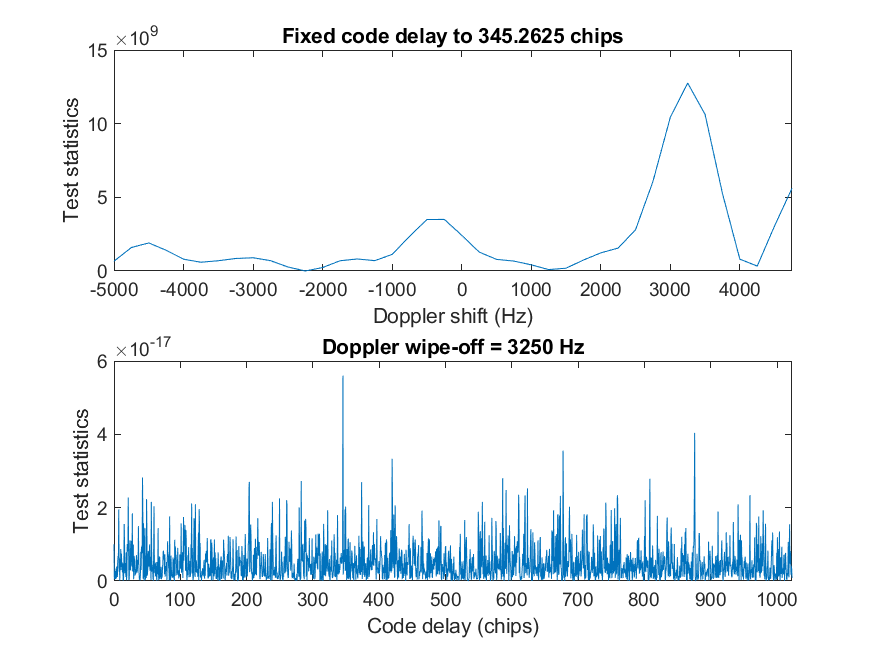 ×10^9
Fixed code delay to 345.2625 chips
15
10
5
0
Test statistics
-5000 -4000 -3000 -2000 -1000 0 1000 2000 3000 4000
Doppler shift (Hz)
×10^-17
Doppler wipe-off = 3250 Hz
6
4
2
0
Test statistics
0 100 200 300 400 500 600 700 800 900 1000
Code delay (chips)